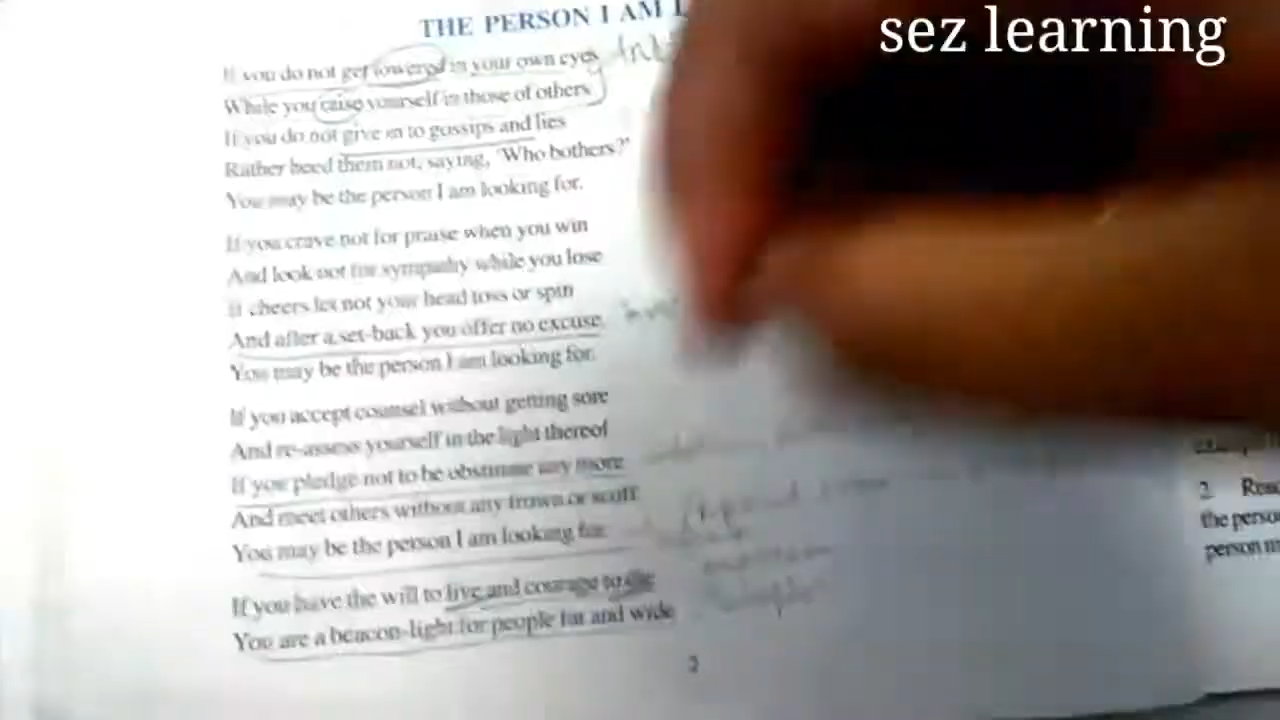 sez learning
THE PERSON I AM L
If you do not get lowered in your own eyes
While you raise yourself in those of others
If you do not give in to gossips and lies
Rather heed them not, saying, 'Who bothers?'
You may be the person I am looking for.
If you crave not for praise when you win
And look not for sympathy while you lose
If cheers let not your head toss or spin
And after a set-back you offer no excuse
You may be the person I am looking for.
If you accept counsel without getting sore
And re-assess yourself in the light thereof
If you pledge not to be obstinate any more
And meet others without any frown or scoff
You may be the person I am looking for.
If you have the will to live and courage to die
You are a beacon-light for people far and wide
2
the perso
person m